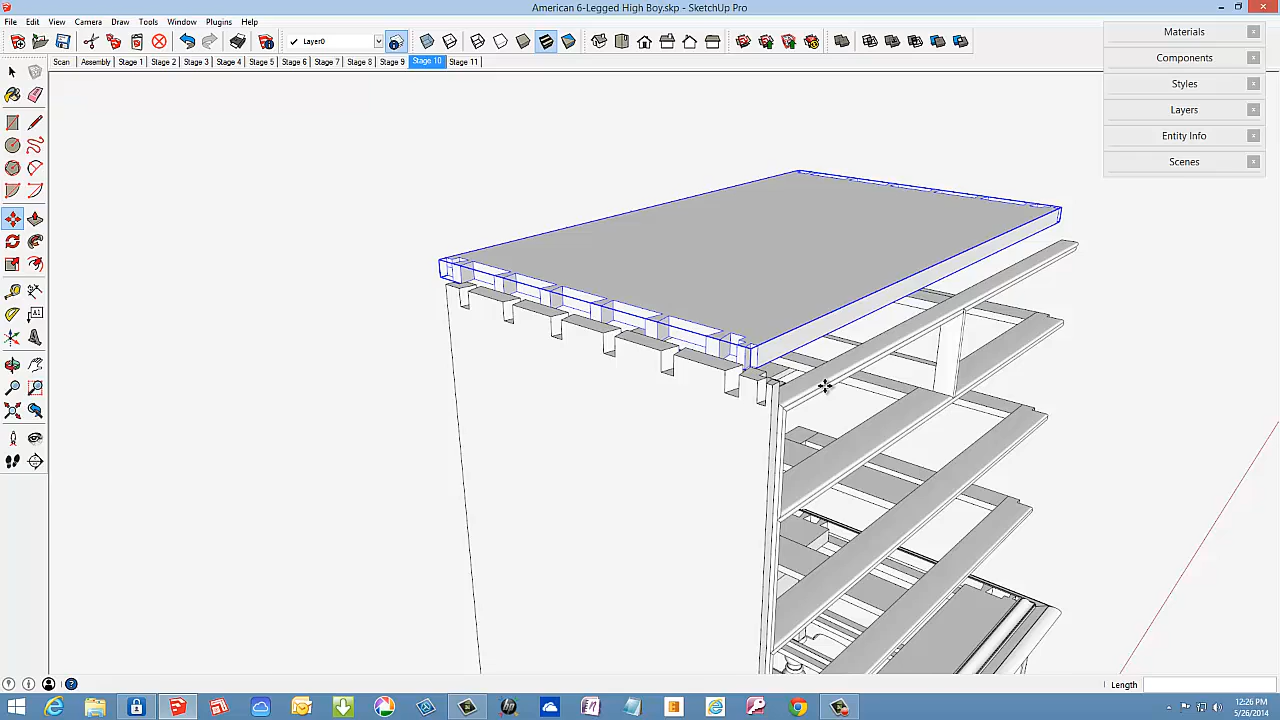 American 6-Legged High Boy.skp - SketchUp Pro
File Edit View Camera Draw Tools Window Plugins Help
Layer0
Scan Assembly Stage 1 Stage 2 Stage 3 Stage 4 Stage 5 Stage 6 Stage 7 Stage 8 Stage 9 Stage 10 Stage 11
Materials
Components
Styles
Layers
Entity Info
Scenes
Length
12:26 PM
5/26/2014